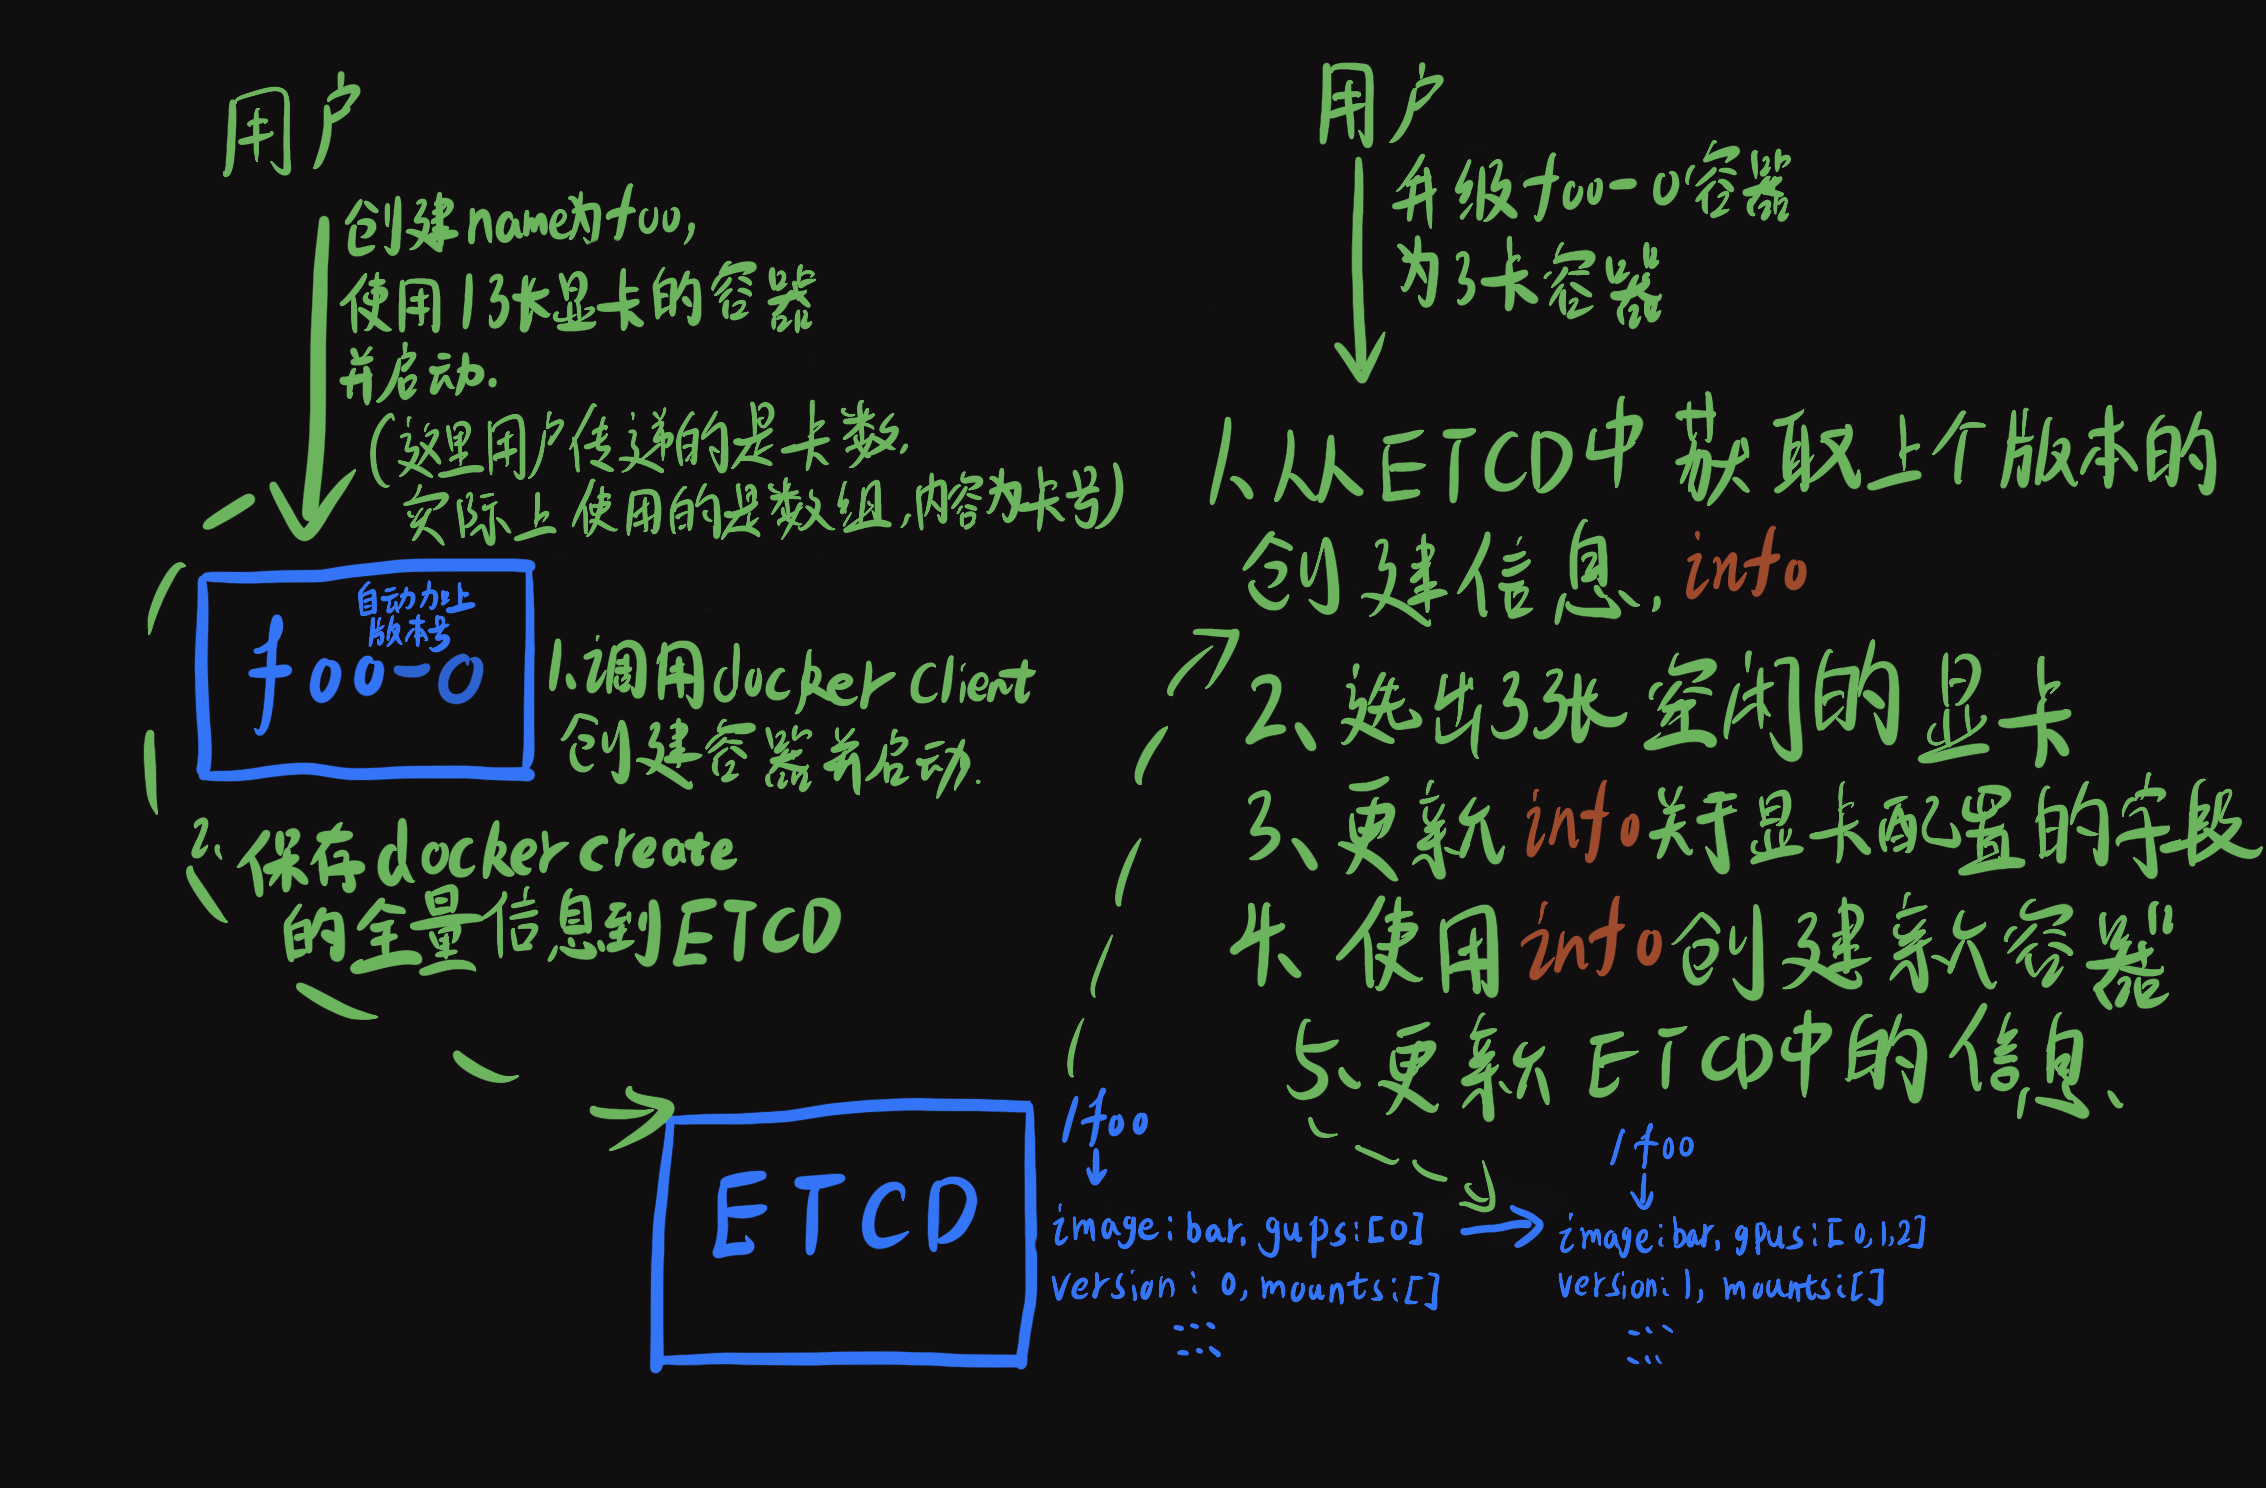 用户
创建name为foo,
使用1张显卡的容器
并启动.
(这里用户传递的是卡数,
实际上使用的是数组,内容为卡号)
自动加上
版本号
foo-0
1、调用docker client
创建容器并启动.
2、保存docker create
的全量信息到ETCD
ETCD
/foo
image:bar, gups:[0]
version: 0, mounts:[]
用户
升级foo-0容器
为3卡容器
1、从ETCD中获取上个版本的
创建信息, info
2、选出3张空闲的显卡
3、更新info关于显卡配置的字段
4、使用info创建新容器
5、更新ETCD中的信息、
/foo
image:bar, gpus:[0,1,2]
version: 1, mounts:[]